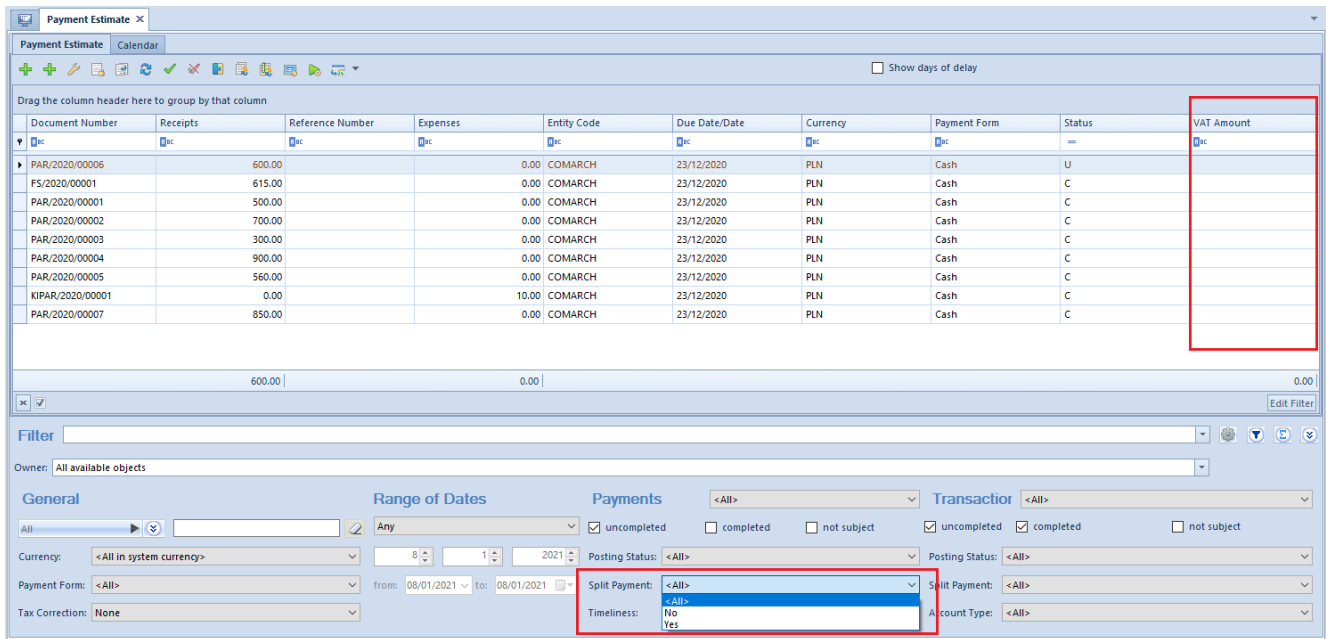 Payment Estimate ×
Payment Estimate Calendar
Show days of delay
Drag the column header here to group by that column
Document Number Receipts Reference Number Expenses Entity Code Due Date/Date Currency Payment Form Status VAT Amount
PAR/2020/00006 600.00 0.00 COMARCH 23/12/2020 PLN Cash U
FS/2020/00001 615.00 0.00 COMARCH 23/12/2020 PLN Cash C
PAR/2020/00001 500.00 0.00 COMARCH 23/12/2020 PLN Cash C
PAR/2020/00002 700.00 0.00 COMARCH 23/12/2020 PLN Cash C
PAR/2020/00003 300.00 0.00 COMARCH 23/12/2020 PLN Cash C
PAR/2020/00004 900.00 0.00 COMARCH 23/12/2020 PLN Cash C
PAR/2020/00005 560.00 0.00 COMARCH 23/12/2020 PLN Cash C
KIPAR/2020/00001 0.00 10.00 COMARCH 23/12/2020 PLN Cash C
PAR/2020/00007 850.00 0.00 COMARCH 23/12/2020 PLN Cash C
600.00 0.00 0.00
Edit Filter
Filter
Owner: All available objects
General Range of Dates Payments <All> Transaction <All>
All Any uncompleted completed not subject uncompleted completed not subject
Currency: <All in system currency> 8 1 2021 Posting Status: <All> Posting Status: <All>
Payment Form: <All> from: 08/01/2021 to: 08/01/2021 Split Payment: <All> Split Payment: <All>
<All>
Tax Correction: None Timeliness: No Account Type: <All>
Yes